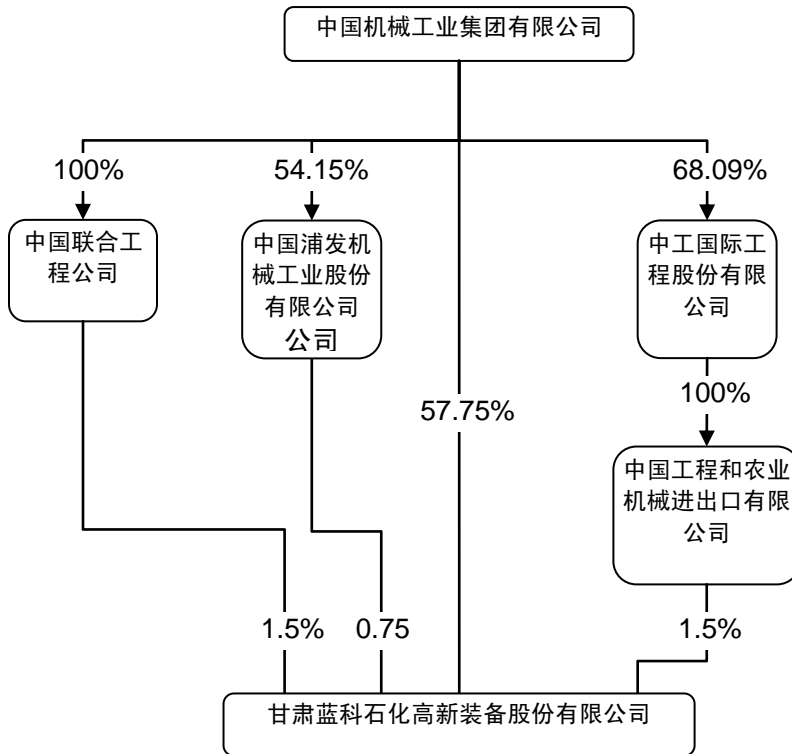 中国机械工业集团有限公司
100%
54.15%
68.09%
中国联合工
程公司
中国浦发机
械工业股份
有限公司
公司
中工国际工
程股份有限
公司
57.75%
100%
中国工程和农业
机械进出口有限
公司
1.5%
0.75
1.5%
甘肃蓝科石化高新装备股份有限公司